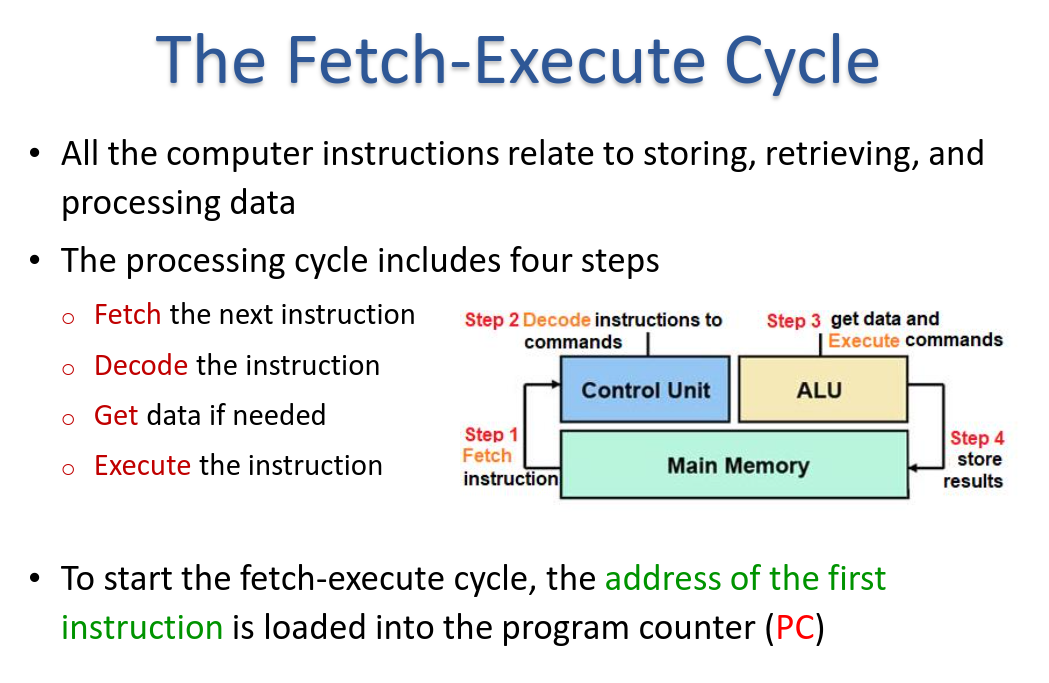 The Fetch-Execute Cycle
• All the computer instructions relate to storing, retrieving, and
processing data
• The processing cycle includes four steps
o Fetch the next instruction
o Decode the instruction
o Get data if needed
o Execute the instruction
Step 2 Decode instructions to
commands
Step 3 get data and
Execute commands
Control Unit
ALU
Step 1
Fetch
instruction
Main Memory
Step 4
store
results
• To start the fetch-execute cycle, the address of the first
instruction is loaded into the program counter (PC)